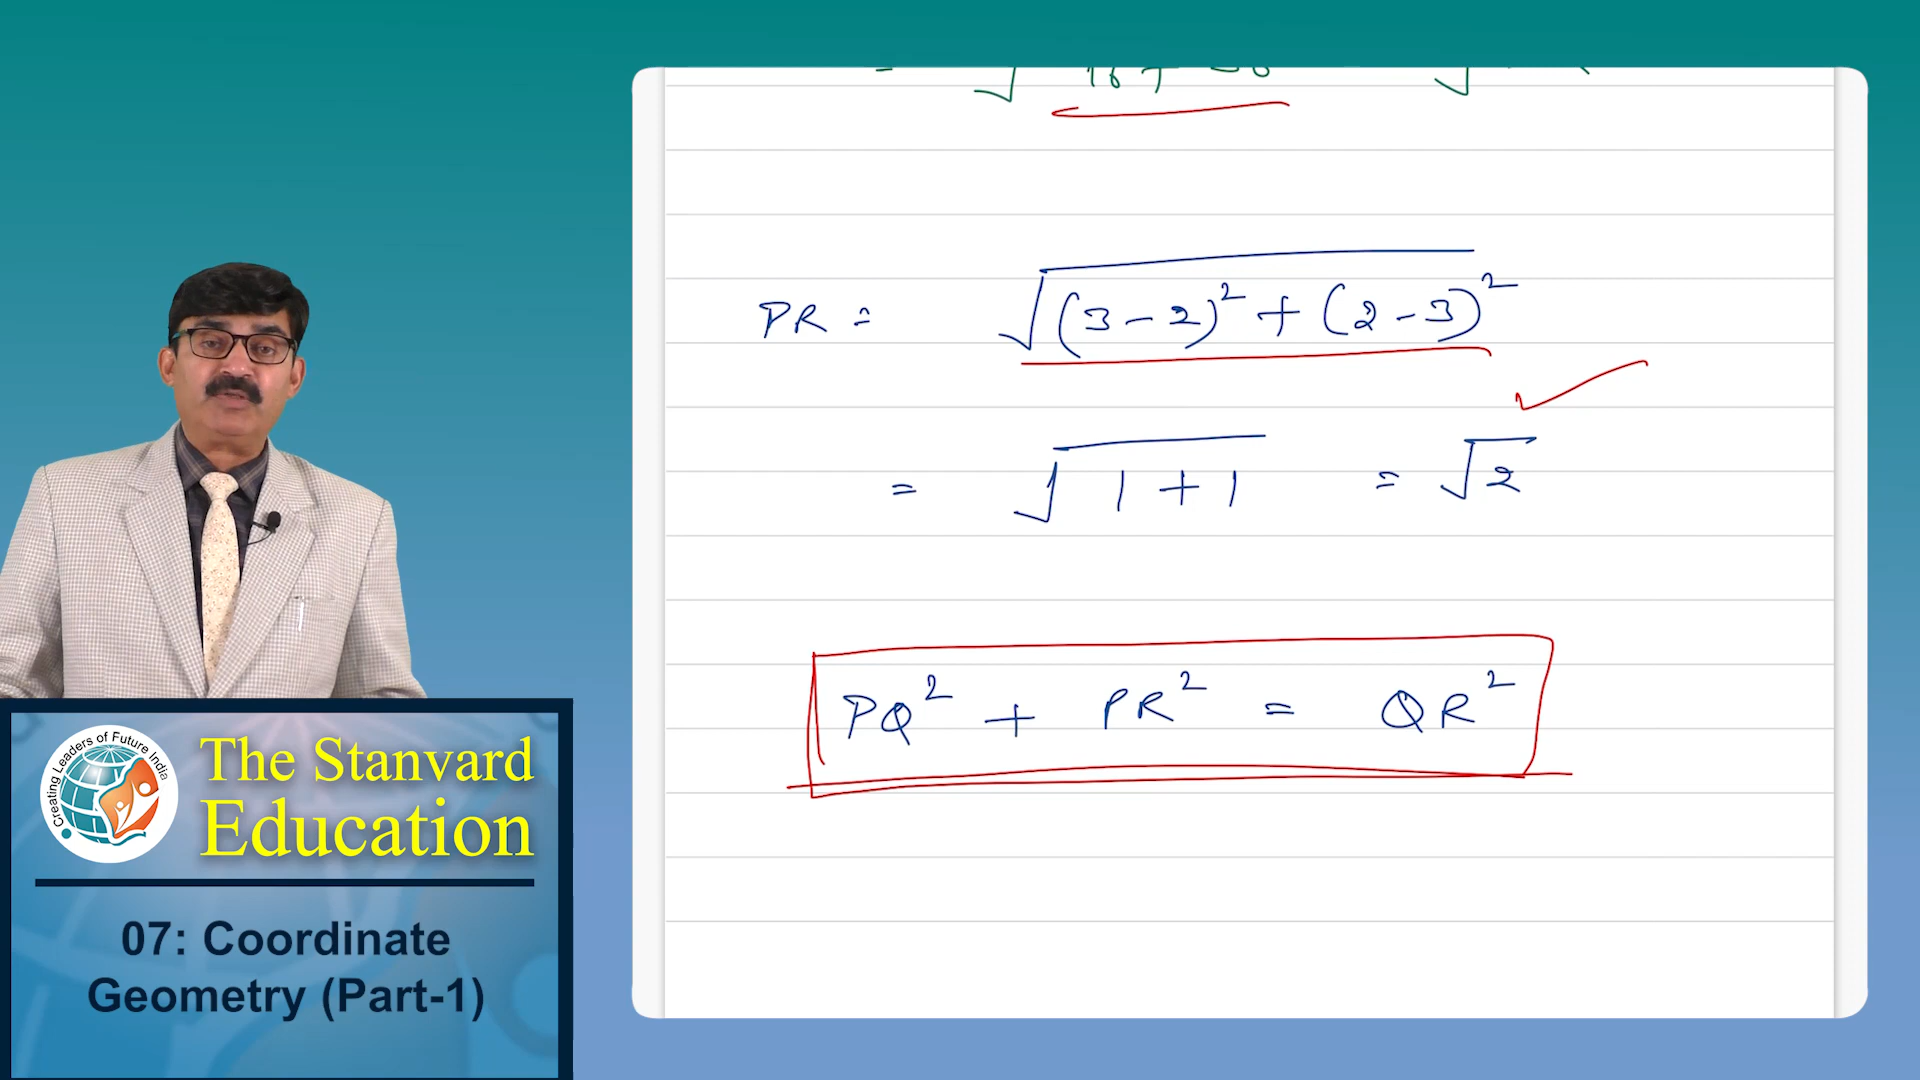 PR = √(3-2)² + (2-3)²
= √1+1 = √2
PQ² + PR² = QR²
Creating Leaders of Future India
The Stanvard
Education
07: Coordinate
Geometry (Part-1)